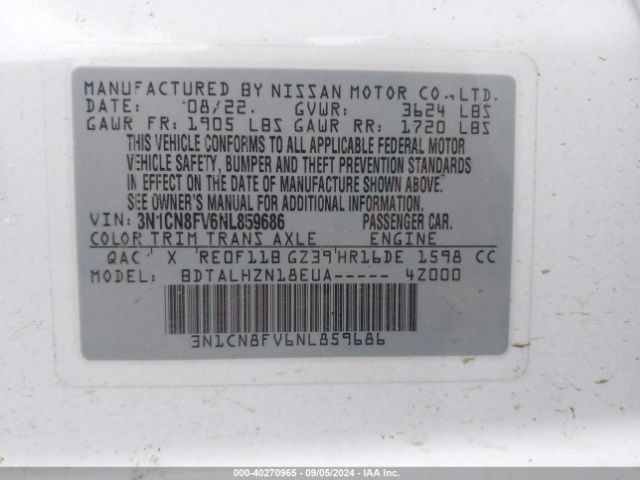 MANUFACTURED BY NISSAN MOTOR CO.,LTD.
DATE: 08/22. GVWR: 3624 LBS
GAWR FR: 1905 LBS GAWR RR: 1720 LBS
THIS VEHICLE CONFORMS TO ALL APPLICABLE FEDERAL MOTOR
VEHICLE SAFETY, BUMPER AND THEFT PREVENTION STANDARDS
IN EFFECT ON THE DATE OF MANUFACTURE SHOWN ABOVE.
SEE OWNER'S MANUAL FOR ADDITIONAL INFORMATION.
VIN: 3N1CN8FV6NL859686 PASSENGER CAR.
COLOR TRIM TRANS AXLE ENGINE
QAC X RE0F11B GZ39 HR16DE 1598 CC
MODEL: BDTALHZN18EUA----- 4Z000
3N1CN8FV6NL859686
000-40270965 - 09/05/2024 - IAA Inc.